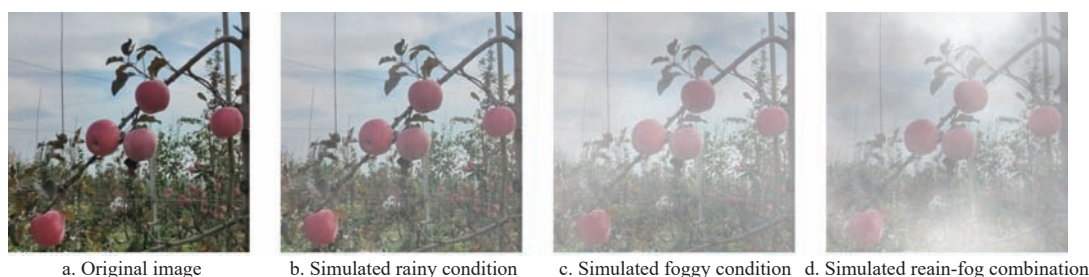 a. Original image
b. Simulated rainy condition
c. Simulated foggy condition
d. Simulated reain-fog combination